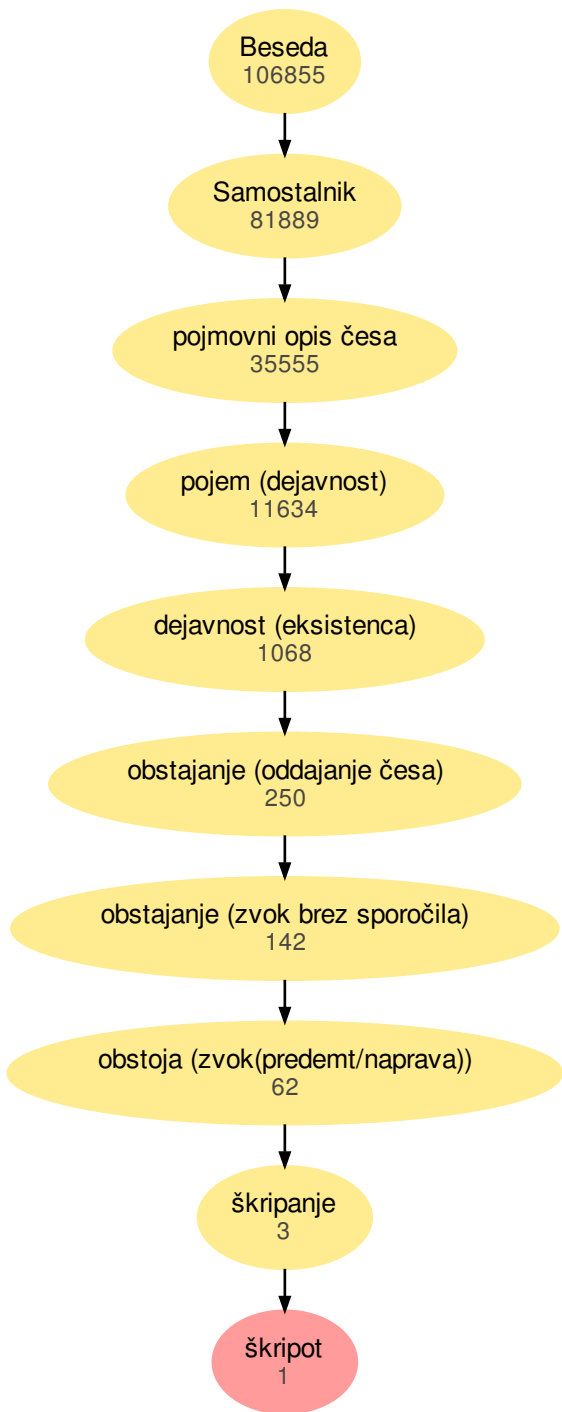 Beseda
106855
Samostalnik
81889
pojmovni opis česa
35555
pojem (dejavnost)
11634
dejavnost (eksistenca)
1068
obstajanje (oddajanje česa)
250
obstajanje (zvok brez sporočila)
142
obstoja (zvok(predemt/naprava))
62
škripanje
3
škripot
1